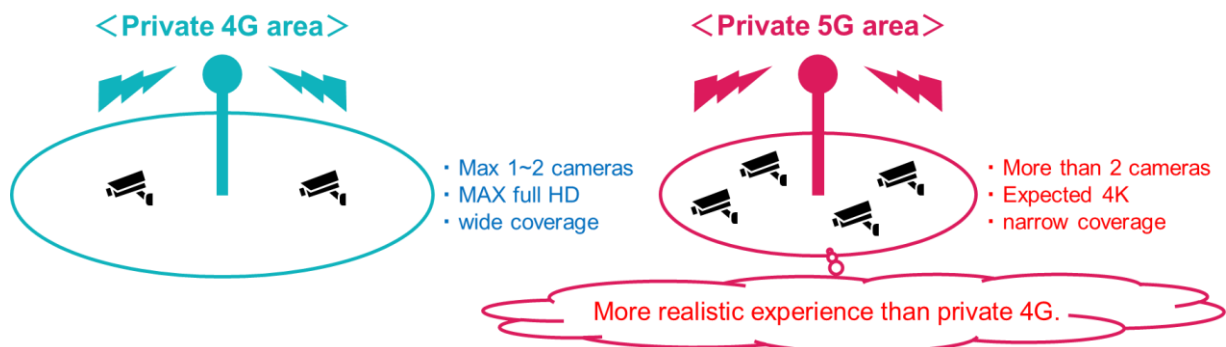 ＜Private 4G area＞
・Max 1~2 cameras
・MAX full HD
・wide coverage
＜Private 5G area＞
・More than 2 cameras
・Expected 4K
・narrow coverage
More realistic experience than private 4G.